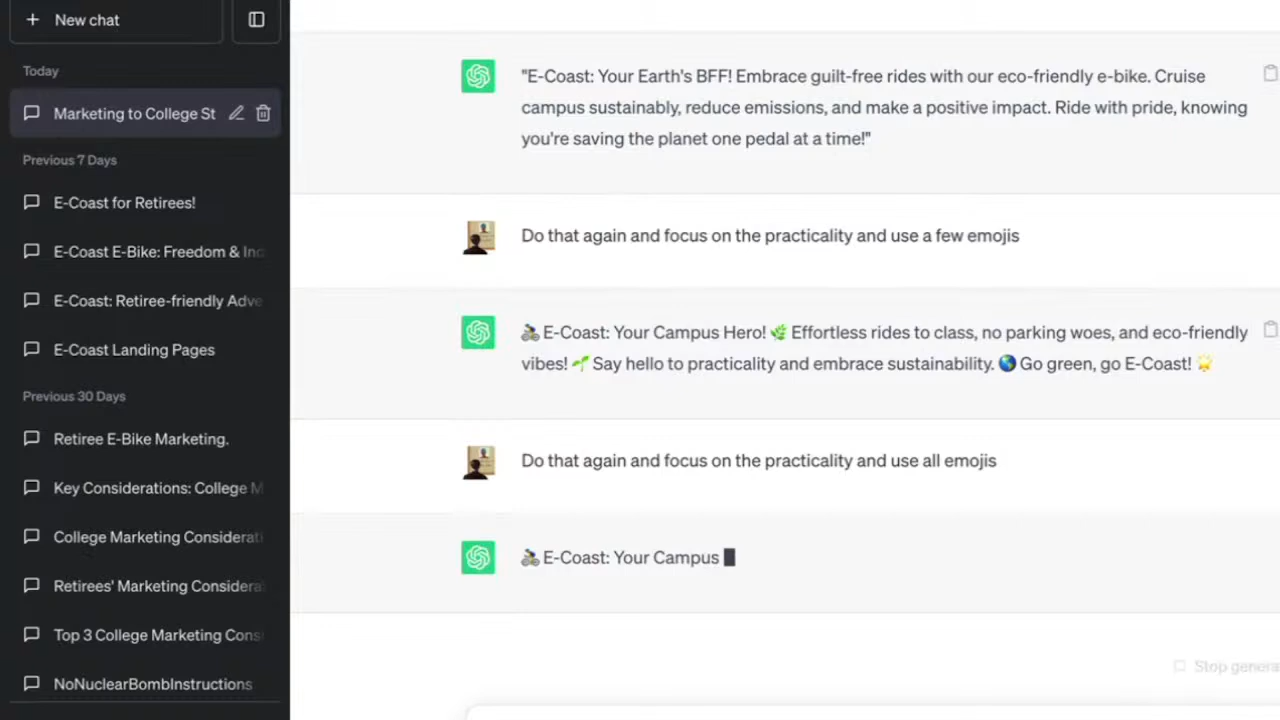 New chat
Today
Marketing to College St
Previous 7 Days
E-Coast for Retirees!
E-Coast E-Bike: Freedom & Inc
E-Coast: Retiree-friendly Adve
E-Coast Landing Pages
Previous 30 Days
Retiree E-Bike Marketing.
Key Considerations: College M
College Marketing Considerati
Retirees' Marketing Considera
Top 3 College Marketing Cons
NoNuclearBombInstructions
"E-Coast: Your Earth's BFF! Embrace guilt-free rides with our eco-friendly e-bike. Cruise
campus sustainably, reduce emissions, and make a positive impact. Ride with pride, knowing
you're saving the planet one pedal at a time!"
Do that again and focus on the practicality and use a few emojis
🚴 E-Coast: Your Campus Hero! 🌿 Effortless rides to class, no parking woes, and eco-friendly
vibes! 🌱 Say hello to practicality and embrace sustainability. 🌎 Go green, go E-Coast! 🌟
Do that again and focus on the practicality and use all emojis
🚴 E-Coast: Your Campus
Stop genera